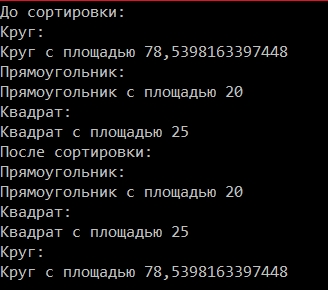 До сортировки:
Круг:
Круг с площадью 78,5398163397448
Прямоугольник:
Прямоугольник с площадью 20
Квадрат:
Квадрат с площадью 25
После сортировки:
Прямоугольник:
Прямоугольник с площадью 20
Квадрат:
Квадрат с площадью 25
Круг:
Круг с площадью 78,5398163397448